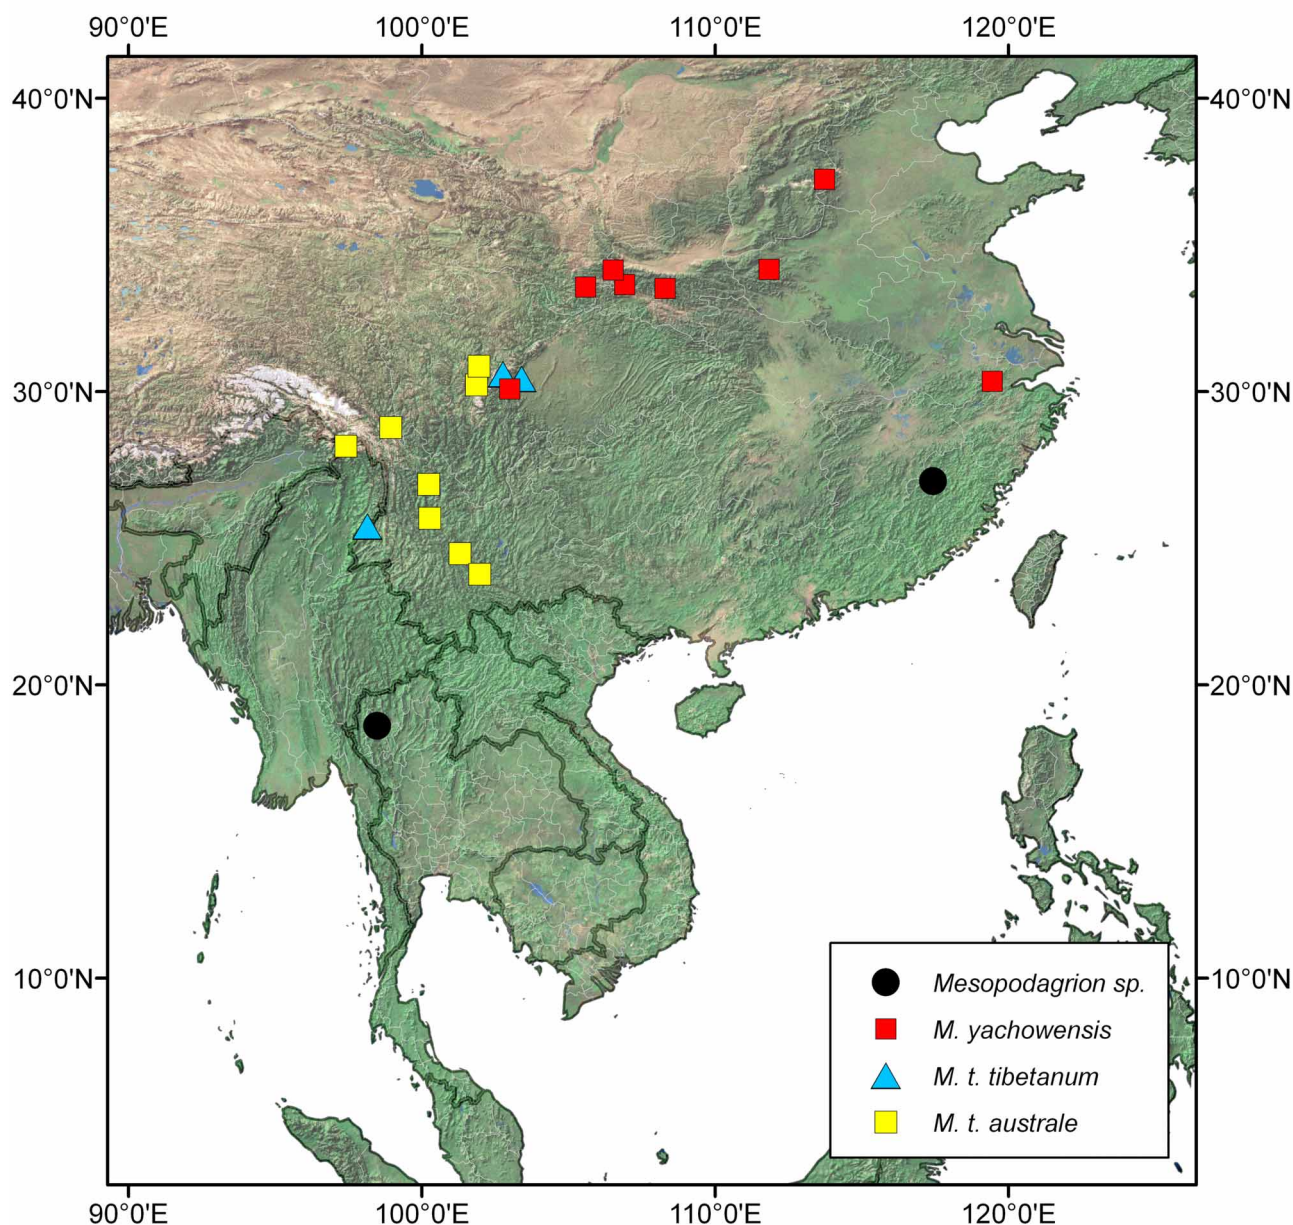 90°0'E 100°0'E 110°0'E 120°0'E
40°0'N 40°0'N
30°0'N 30°0'N
20°0'N 20°0'N
10°0'N 10°0'N
Mesopodagrion sp.
M. yachowensis
M. t. tibetanum
M. t. australe
90°0'E 100°0'E 110°0'E 120°0'E